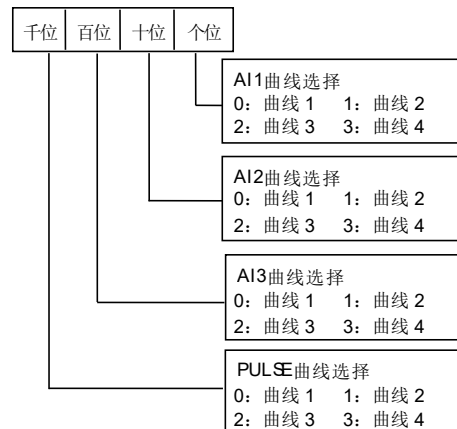 千位 百位 十位 个位
AI1曲线选择
0：曲线 1 1：曲线 2
2：曲线 3 3：曲线 4
AI2曲线选择
0：曲线 1 1：曲线 2
2：曲线 3 3：曲线 4
AI3曲线选择
0：曲线 1 1：曲线 2
2：曲线 3 3：曲线 4
PULSE曲线选择
0：曲线 1 1：曲线 2
2：曲线 3 3：曲线 4